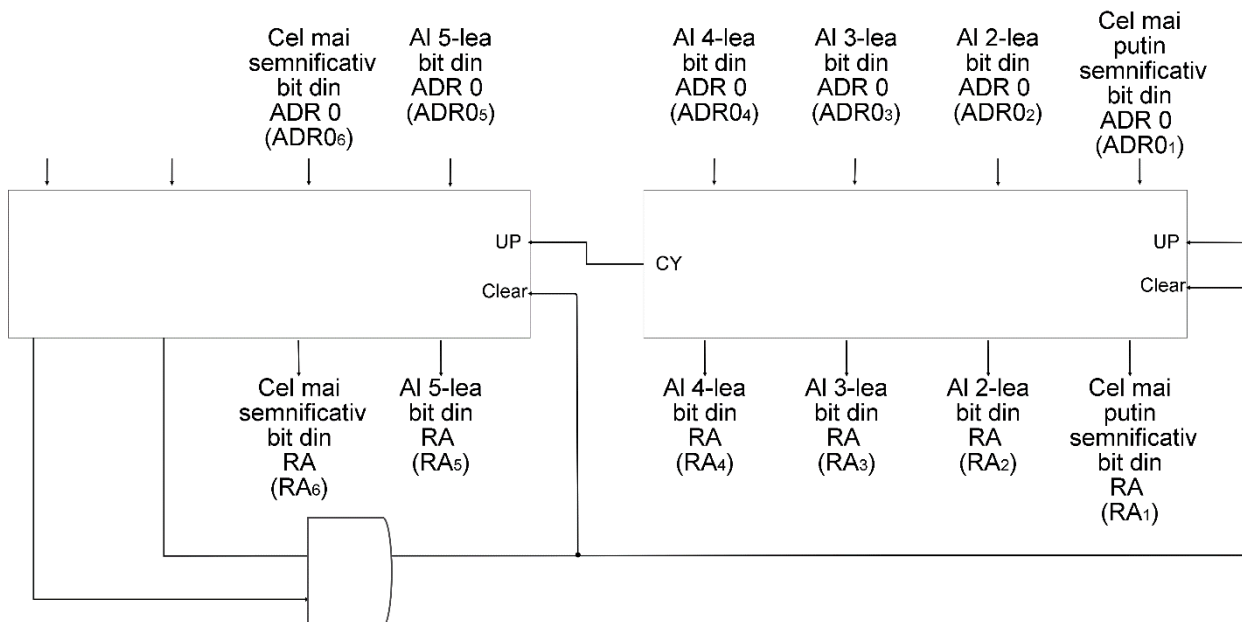 Cel mai
semnificativ
bit din
ADR 0
(ADR0₆)
Al 5-lea
bit din
ADR 0
(ADR0₅)
Al 4-lea
bit din
ADR 0
(ADR0₄)
Al 3-lea
bit din
ADR 0
(ADR0₃)
Al 2-lea
bit din
ADR 0
(ADR0₂)
Cel mai
putin
semnificativ
bit din
ADR 0
(ADR0₁)
UP
Clear
CY
UP
Clear
Cel mai
semnificativ
bit din
RA
(RA₆)
Al 5-lea
bit din
RA
(RA₅)
Al 4-lea
bit din
RA
(RA₄)
Al 3-lea
bit din
RA
(RA₃)
Al 2-lea
bit din
RA
(RA₂)
Cel mai
putin
semnificativ
bit din
RA
(RA₁)